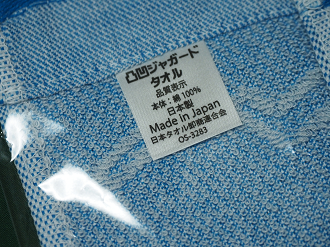 凸凹ジャガード
タオル
品質表示
本体：綿100%
日本製
Made in Japan
日本タオル卸商連合会
OS-3283